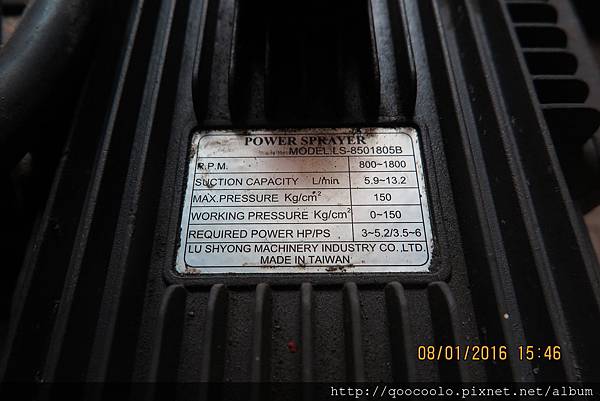 POWER SPRAYER
MODEL:LS-8501805B
R.P.M. 800~1800
SUCTION CAPACITY L/min 5.9~13.2
MAX.PRESSURE Kg/cm² 150
WORKING PRESSURE Kg/cm² 0~150
REQUIRED POWER HP/PS 3~5.2/3.5~6
LU SHYONG MACHINERY INDUSTRY CO.,LTD.
MADE IN TAIWAN
08/01/2016 15:46
http://qoocoolo.pixnet.net/album